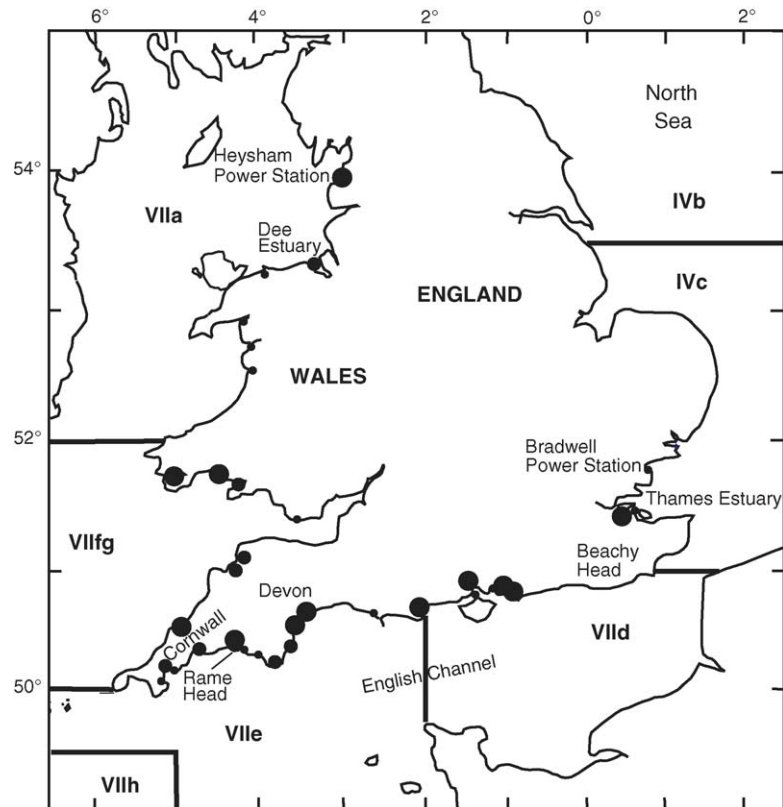 6° 4° 2° 0° 2°
North
Sea
54°
Heysham
Power Station
VIIa
IVb
Dee
Estuary
IVc
ENGLAND
WALES
52°
Bradwell
Power Station
Thames Estuary
VIIfg
Beachy
Head
Devon
Cornwall
VIId
Rame
Head
English Channel
50°
VIIe
VIIh